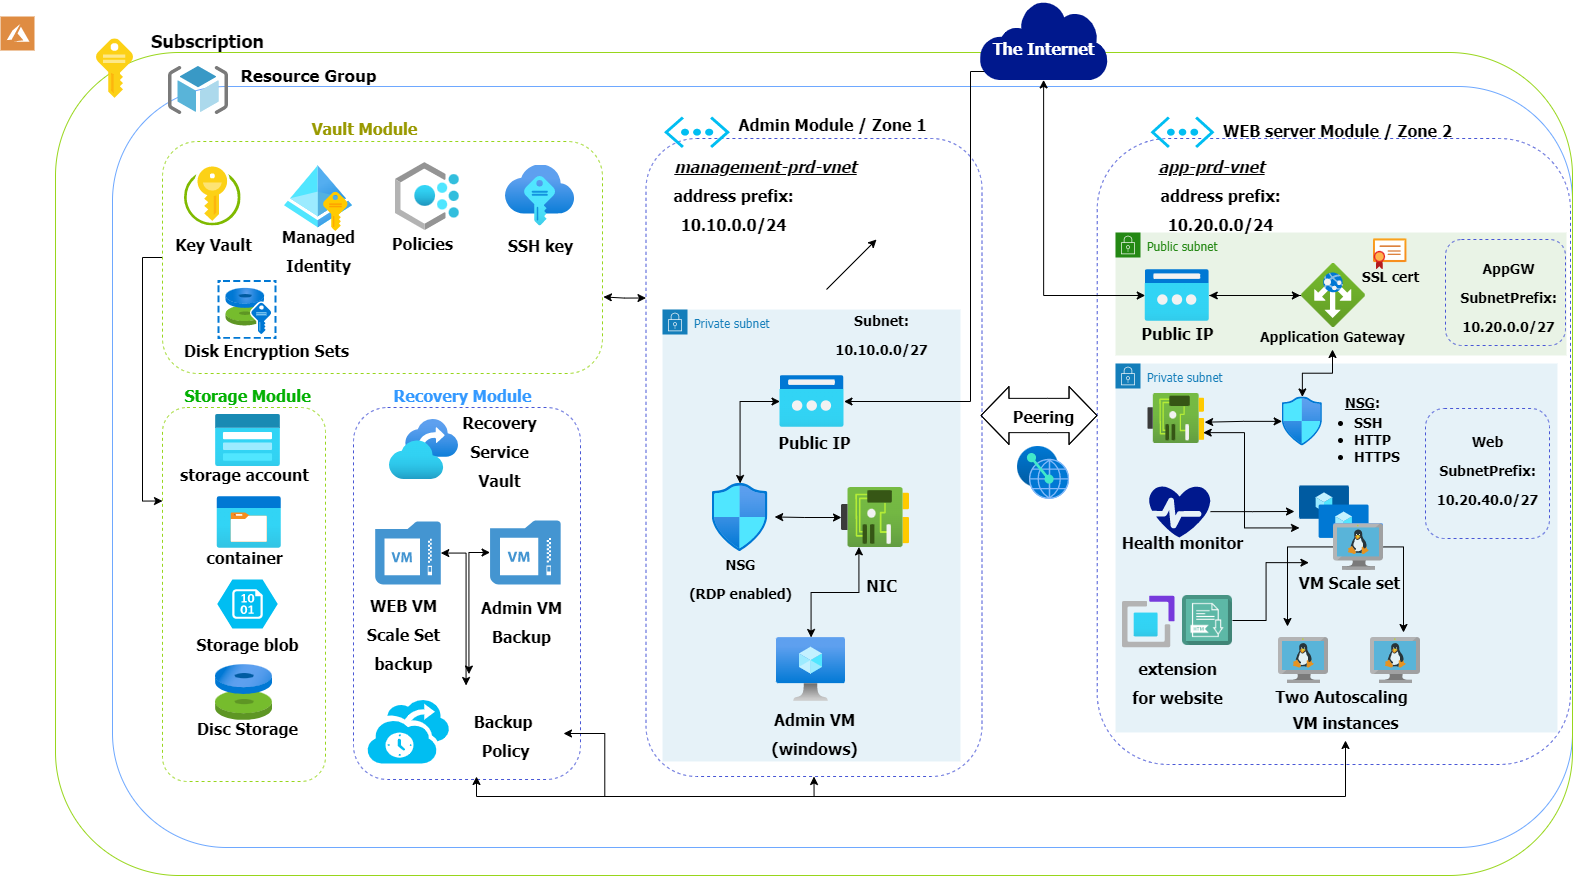 Subscription
Resource Group
The Internet
Vault Module
Key Vault
Managed
Identity
Policies
SSH key
Disk Encryption Sets
Storage Module
storage account
container
10
01
Storage blob
Disc Storage
Recovery Module
Recovery
Service
Vault
VM
WEB VM
Scale Set
backup
VM
Admin VM
Backup
Backup
Policy
Admin Module / Zone 1
management-prd-vnet
address prefix:
10.10.0.0/24
Private subnet
Subnet:
10.10.0.0/27
Public IP
NSG
(RDP enabled)
NIC
Admin VM
(windows)
Peering
WEB server Module / Zone 2
app-prd-vnet
address prefix:
10.20.0.0/24
Public subnet
Public IP
SSL cert
Application Gateway
AppGW
SubnetPrefix:
10.20.0.0/27
Private subnet
NSG:
• SSH
• HTTP
• HTTPS
Web
SubnetPrefix:
10.20.40.0/27
Health monitor
VM Scale set
extension
for website
Two Autoscaling
VM instances